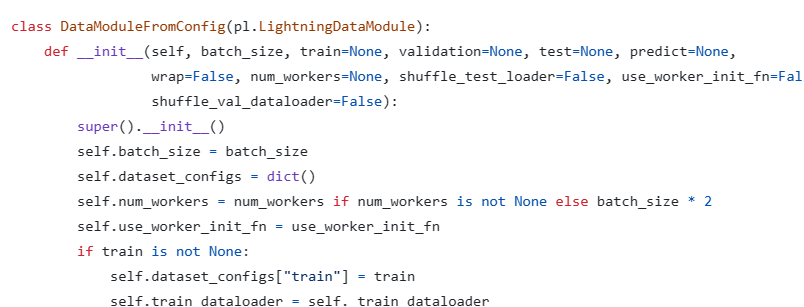 class DataModuleFromConfig(pl.LightningDataModule):
    def __init__(self, batch_size, train=None, validation=None, test=None, predict=None,
                 wrap=False, num_workers=None, shuffle_test_loader=False, use_worker_init_fn=Fal
                 shuffle_val_dataloader=False):
        super().__init__()
        self.batch_size = batch_size
        self.dataset_configs = dict()
        self.num_workers = num_workers if num_workers is not None else batch_size * 2
        self.use_worker_init_fn = use_worker_init_fn
        if train is not None:
            self.dataset_configs["train"] = train
            self.train_dataloader = self._train_dataloader